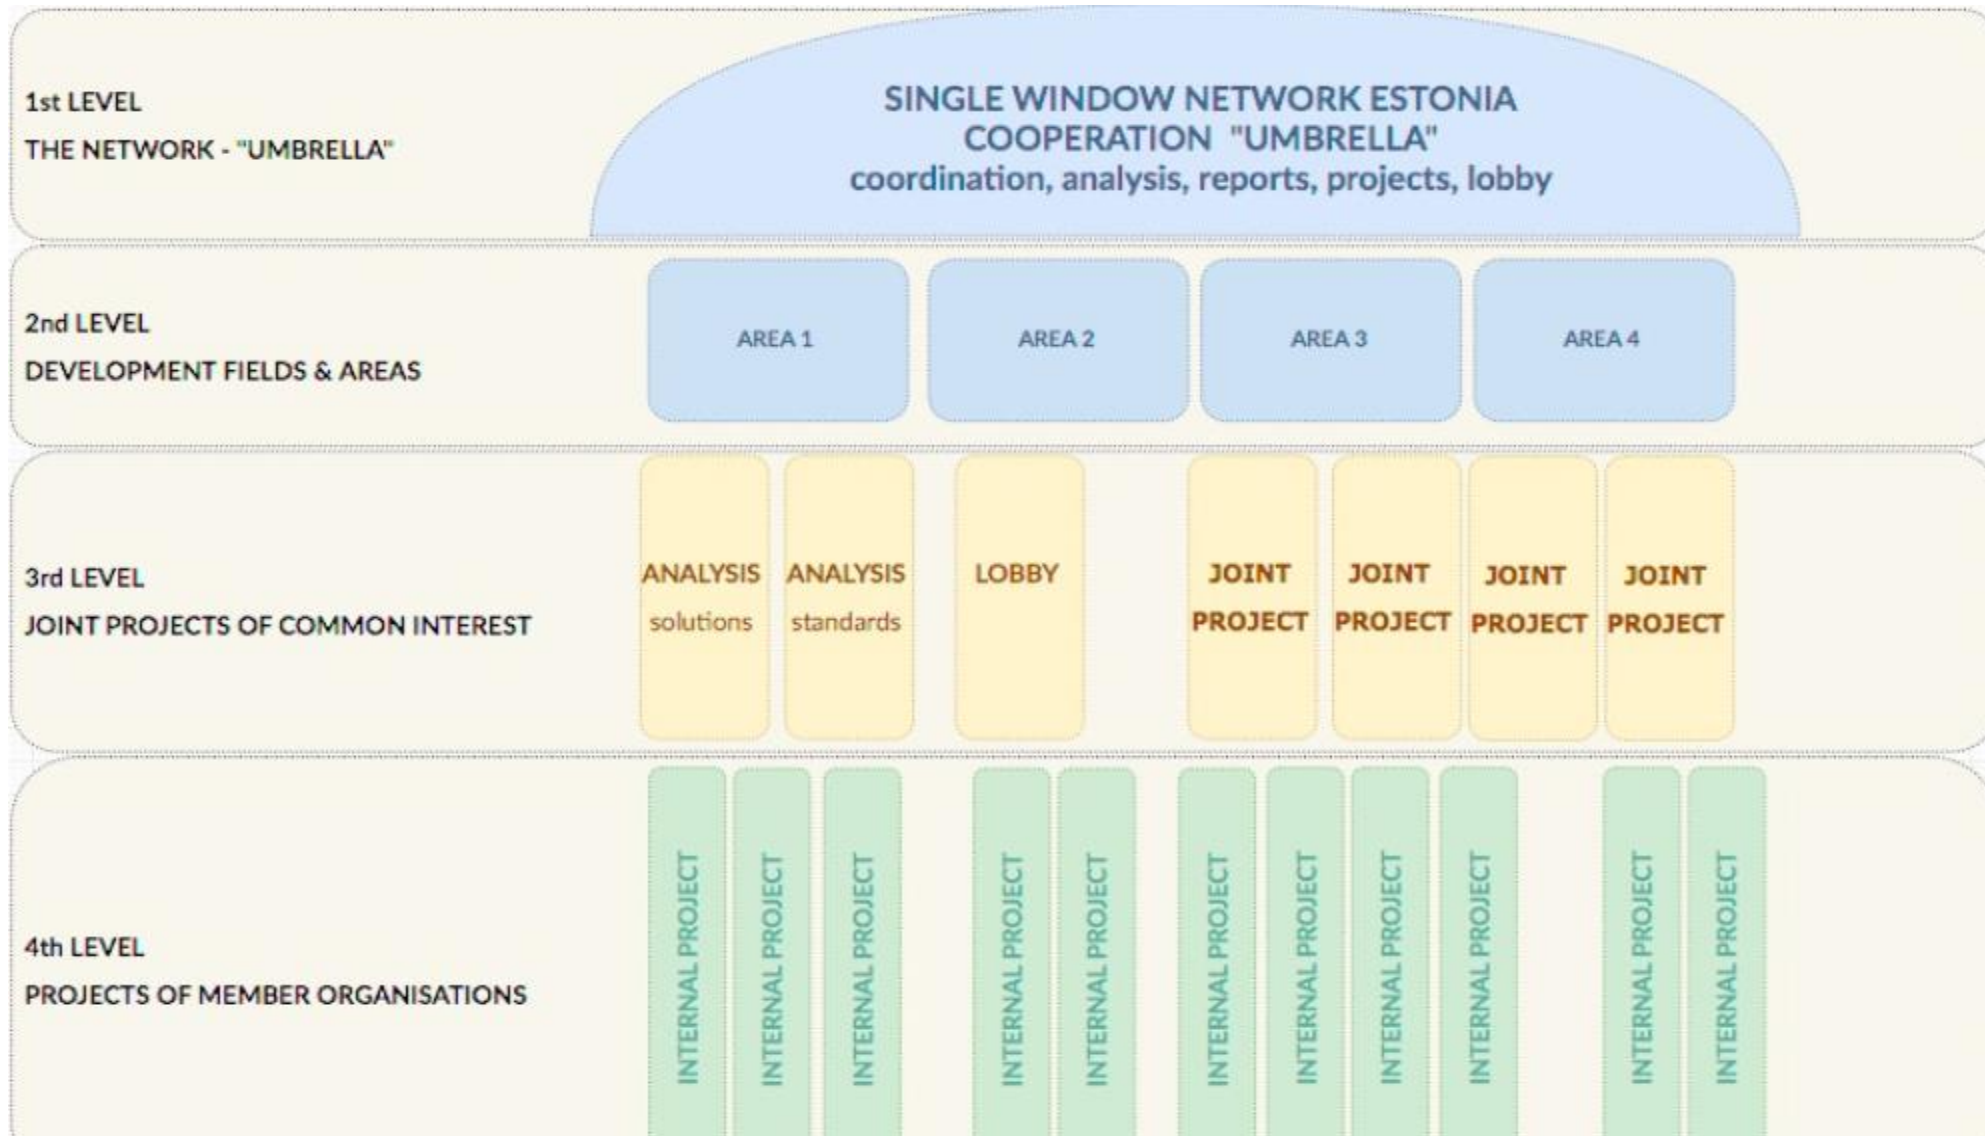 1st LEVEL
THE NETWORK - "UMBRELLA"
SINGLE WINDOW NETWORK ESTONIA
COOPERATION "UMBRELLA"
coordination, analysis, reports, projects, lobby
2nd LEVEL
DEVELOPMENT FIELDS & AREAS
AREA 1
AREA 2
AREA 3
AREA 4
3rd LEVEL
JOINT PROJECTS OF COMMON INTEREST
ANALYSIS
solutions
ANALYSIS
standards
LOBBY
JOINT
PROJECT
JOINT
PROJECT
JOINT
PROJECT
JOINT
PROJECT
4th LEVEL
PROJECTS OF MEMBER ORGANISATIONS
INTERNAL PROJECT
INTERNAL PROJECT
INTERNAL PROJECT
INTERNAL PROJECT
INTERNAL PROJECT
INTERNAL PROJECT
INTERNAL PROJECT
INTERNAL PROJECT
INTERNAL PROJECT
INTERNAL PROJECT
INTERNAL PROJECT